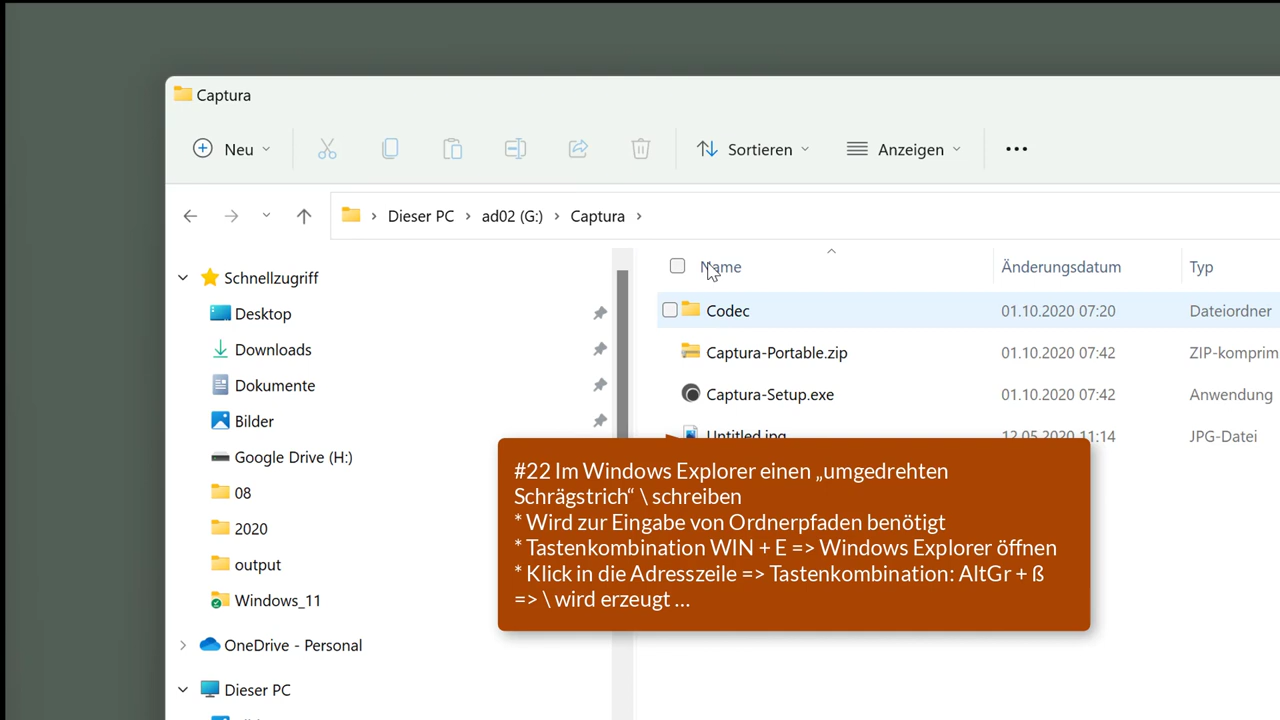 Captura
Neu
Sortieren
Anzeigen
Dieser PC
ad02 (G:)
Captura
Schnellzugriff
Desktop
Downloads
Dokumente
Bilder
Google Drive (H:)
08
2020
output
Windows_11
OneDrive - Personal
Dieser PC
Name Änderungsdatum Typ
Codec 01.10.2020 07:20 Dateiordner
Captura-Portable.zip 01.10.2020 07:42 ZIP-komprim
Captura-Setup.exe 01.10.2020 07:42 Anwendung
Untitled.jpg 12.05.2020 11:14 JPG-Datei
#22 Im Windows Explorer einen „umgedrehten
Schrägstrich“ \ schreiben
* Wird zur Eingabe von Ordnerpfaden benötigt
* Tastenkombination WIN + E => Windows Explorer öffnen
* Klick in die Adresszeile => Tastenkombination: AltGr + ß
=> \ wird erzeugt ...